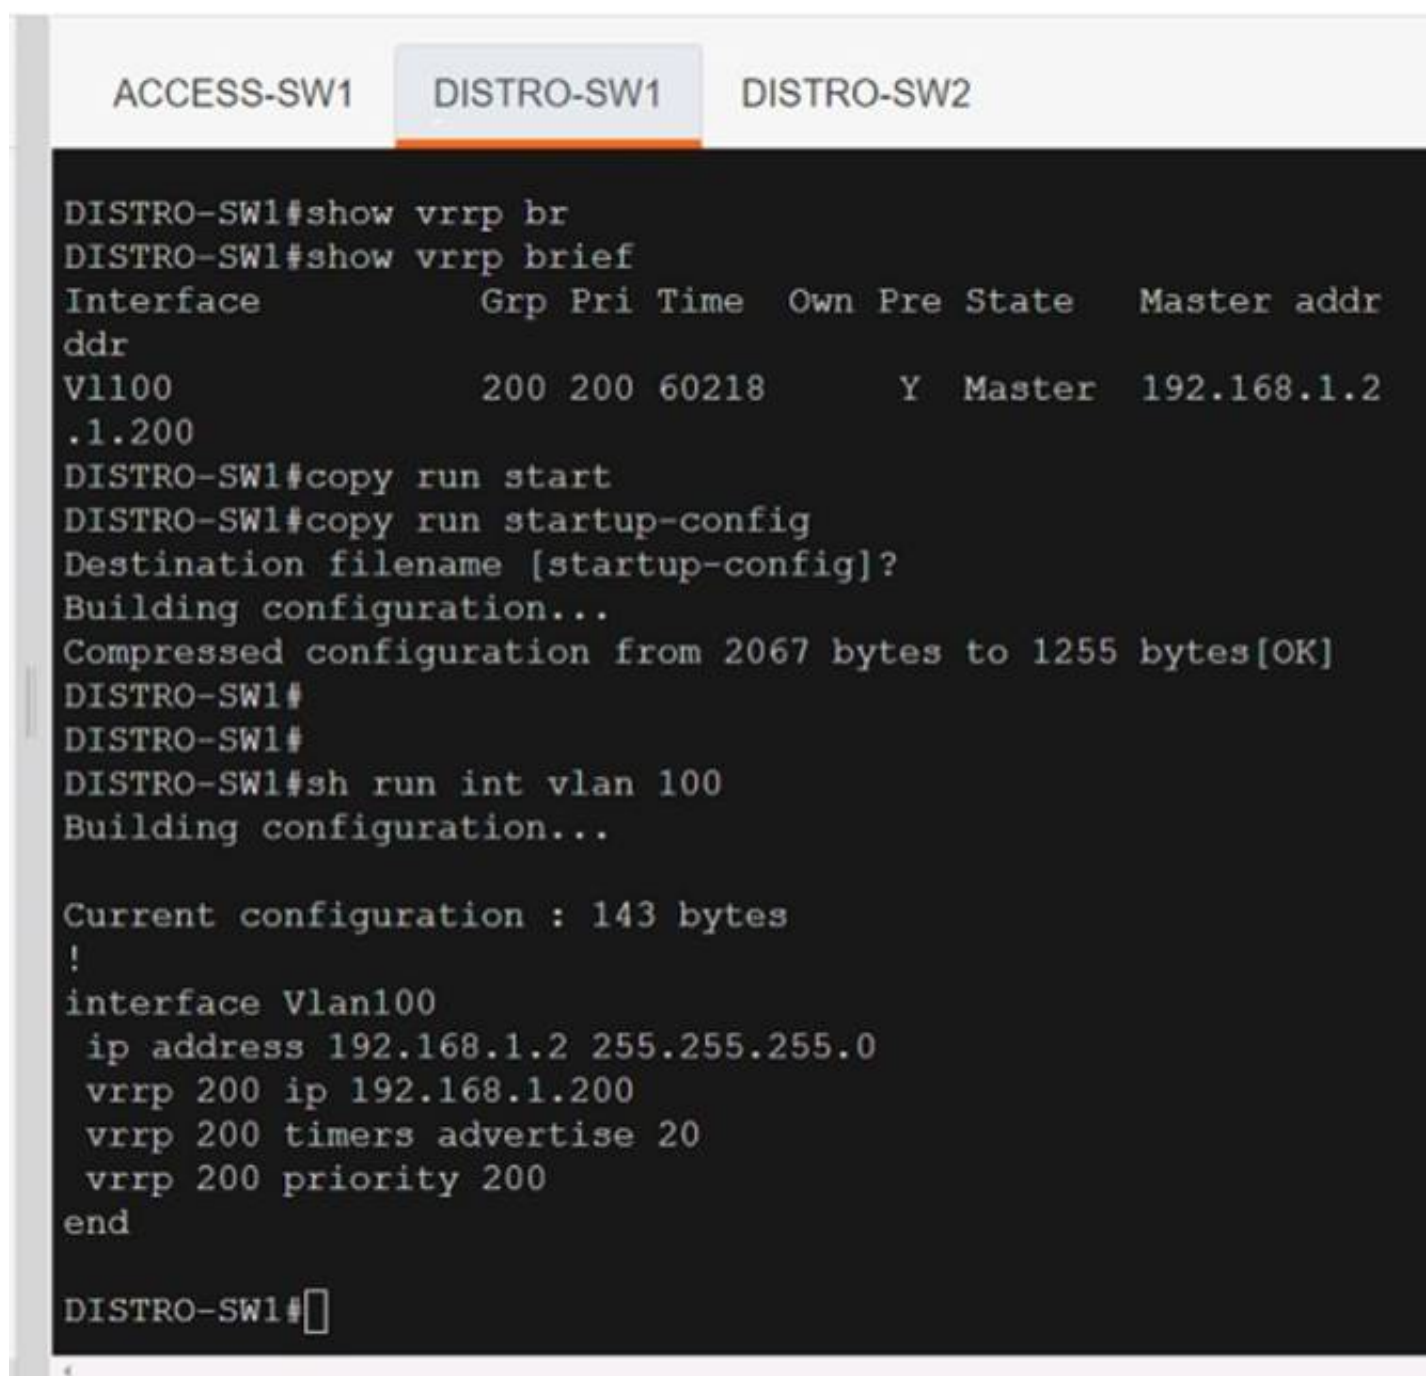 ACCESS-SW1 DISTRO-SW1 DISTRO-SW2
DISTRO-SW1#show vrrp br
DISTRO-SW1#show vrrp brief
Interface Grp Pri Time Own Pre State Master addr
ddr
Vl100 200 200 60218 Y Master 192.168.1.2
.1.200
DISTRO-SW1#copy run start
DISTRO-SW1#copy run startup-config
Destination filename [startup-config]?
Building configuration...
Compressed configuration from 2067 bytes to 1255 bytes[OK]
DISTRO-SW1#
DISTRO-SW1#
DISTRO-SW1#sh run int vlan 100
Building configuration...
Current configuration : 143 bytes
!
interface Vlan100
ip address 192.168.1.2 255.255.255.0
vrrp 200 ip 192.168.1.200
vrrp 200 timers advertise 20
vrrp 200 priority 200
end
DISTRO-SW1#